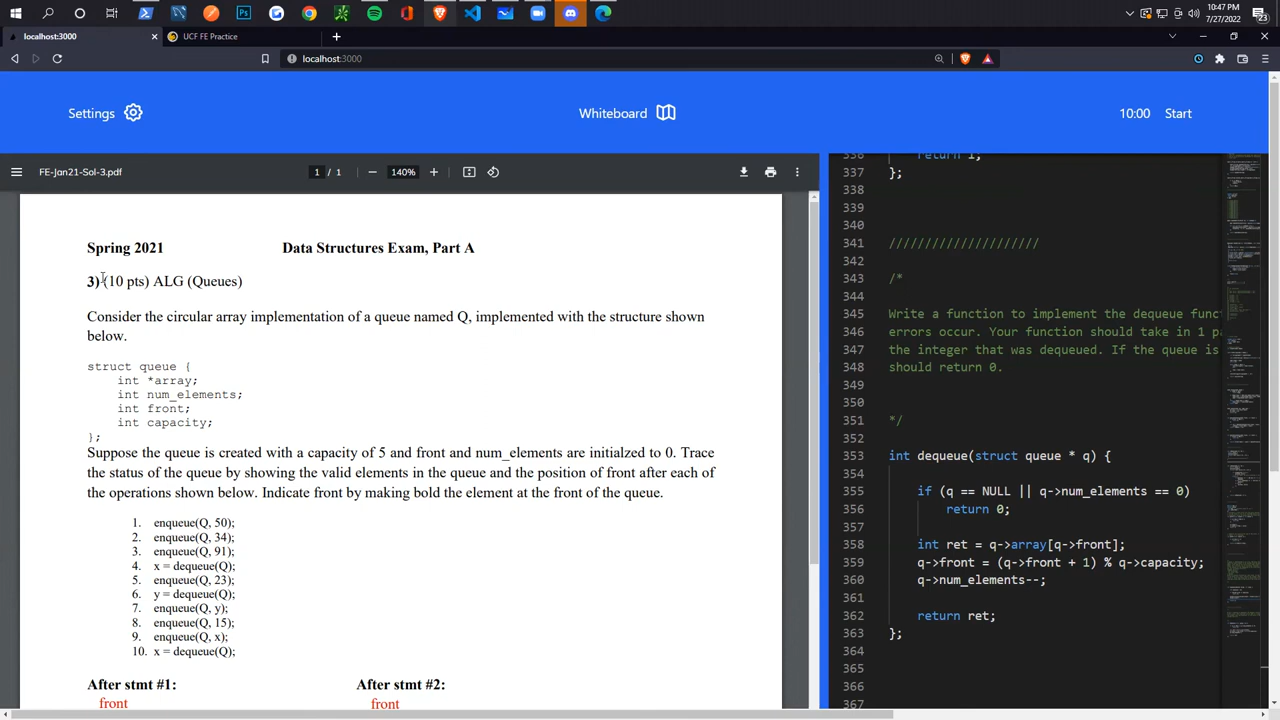 10:47 PM
7/27/2022
23
localhost:3000
UCF FE Practice
localhost:3000
Settings
Whiteboard
10:00 Start
FE-Jan21-Sol-3.pdf
1 / 1
140%
Spring 2021 Data Structures Exam, Part A
3) (10 pts) ALG (Queues)
Consider the circular array implementation of a queue named Q, implemented with the structure shown
below.
struct queue {
int *array;
int num_elements;
int front;
int capacity;
};
Suppose the queue is created with a capacity of 5 and front and num_elements are initialized to 0. Trace
the status of the queue by showing the valid elements in the queue and the position of front after each of
the operations shown below. Indicate front by making bold the element at the front of the queue.
1. enqueue(Q, 50);
2. enqueue(Q, 34);
3. enqueue(Q, 91);
4. x = dequeue(Q);
5. enqueue(Q, 23);
6. y = dequeue(Q);
7. enqueue(Q, y);
8. enqueue(Q, 15);
9. enqueue(Q, x);
10. x = dequeue(Q);
After stmt #1: After stmt #2:
front front
336 return 1;
337 };
338
339
340
341 /////////////////////
342
343 /*
344
345 Write a function to implement the dequeue func
346 errors occur. Your function should take in 1 p
347 the integer that was dequeued. If the queue is
348 should return 0.
349
350
351 */
352
353 int dequeue(struct queue * q) {
354
355 if (q == NULL || q->num_elements == 0)
356 return 0;
357
358 int ret = q->array[q->front];
359 q->front = (q->front + 1) % q->capacity;
360 q->num_elements--;
361
362 return ret;
363 };
364
365
366
367